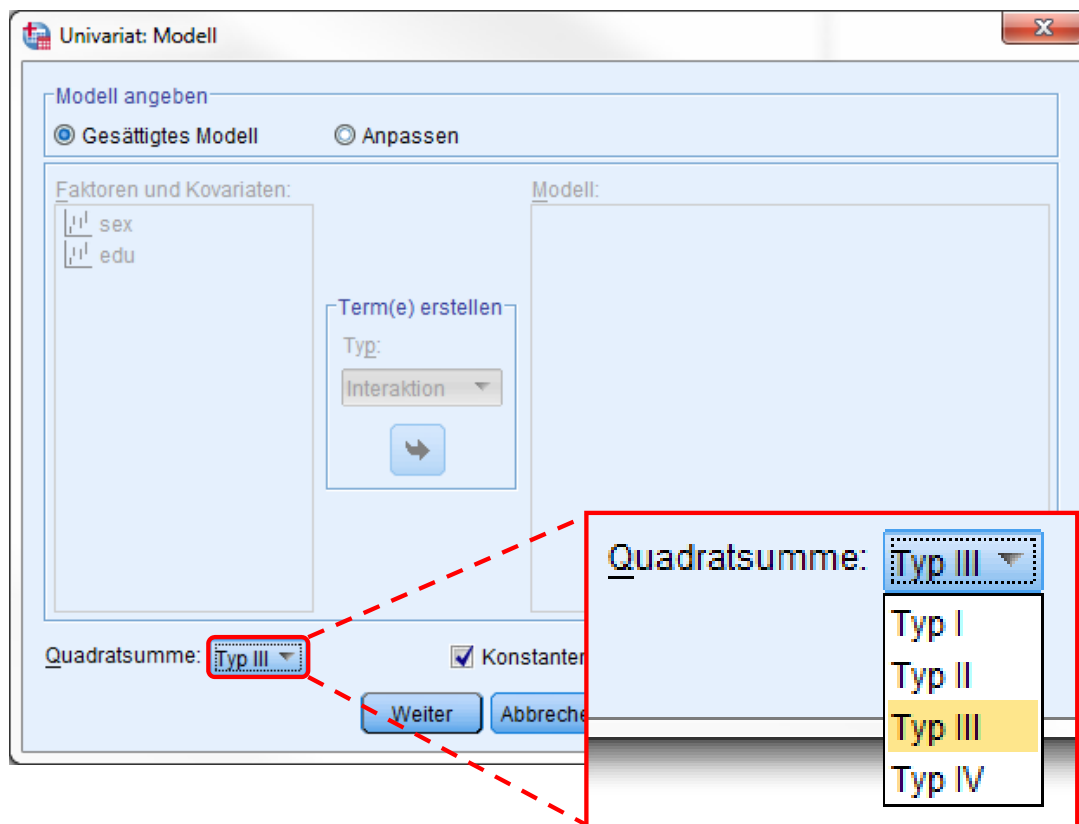 Univariat: Modell
Modell angeben
Gesättigtes Modell
Anpassen
Faktoren und Kovariaten:
sex
edu
Term(e) erstellen
Typ:
Interaktion
Modell:
Quadratsumme: Typ III
Konstanter
Weiter
Abbreche
Quadratsumme: Typ III
Typ I
Typ II
Typ III
Typ IV